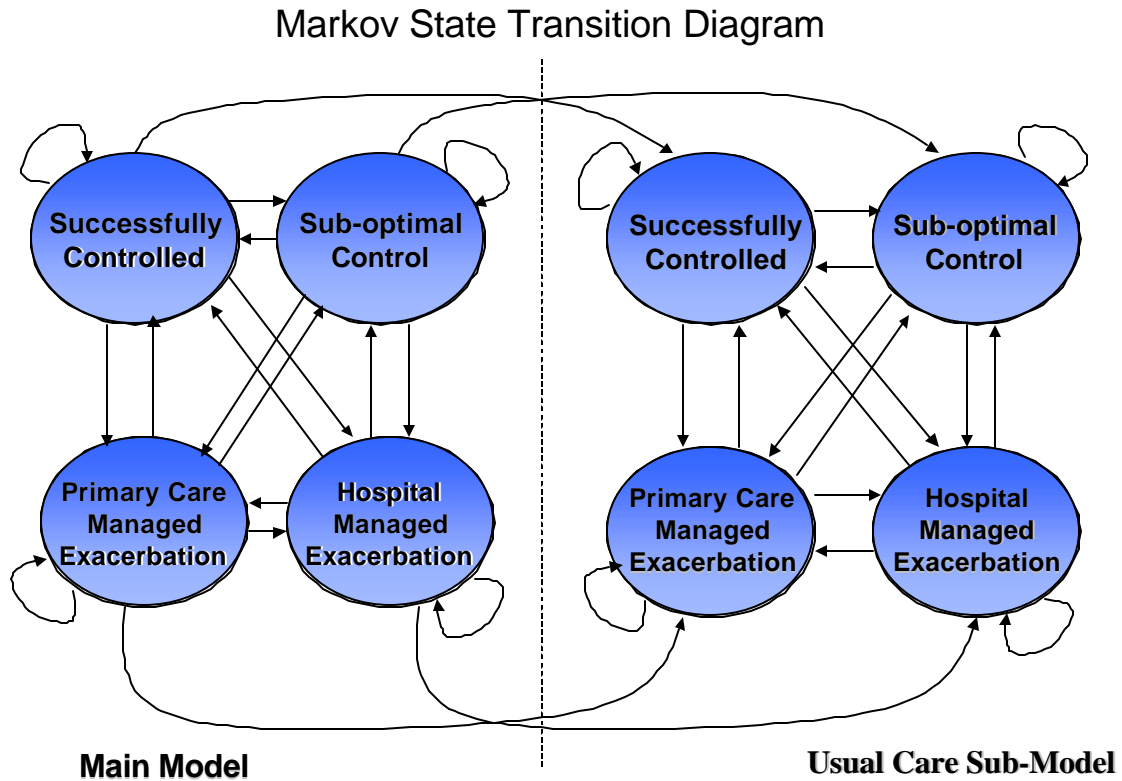 Markov State Transition Diagram
Successfully
Controlled
Sub-optimal
Control
Successfully
Controlled
Sub-optimal
Control
Primary Care
Managed
Exacerbation
Hospital
Managed
Exacerbation
Primary Care
Managed
Exacerbation
Hospital
Managed
Exacerbation
Main Model
Usual Care Sub-Model